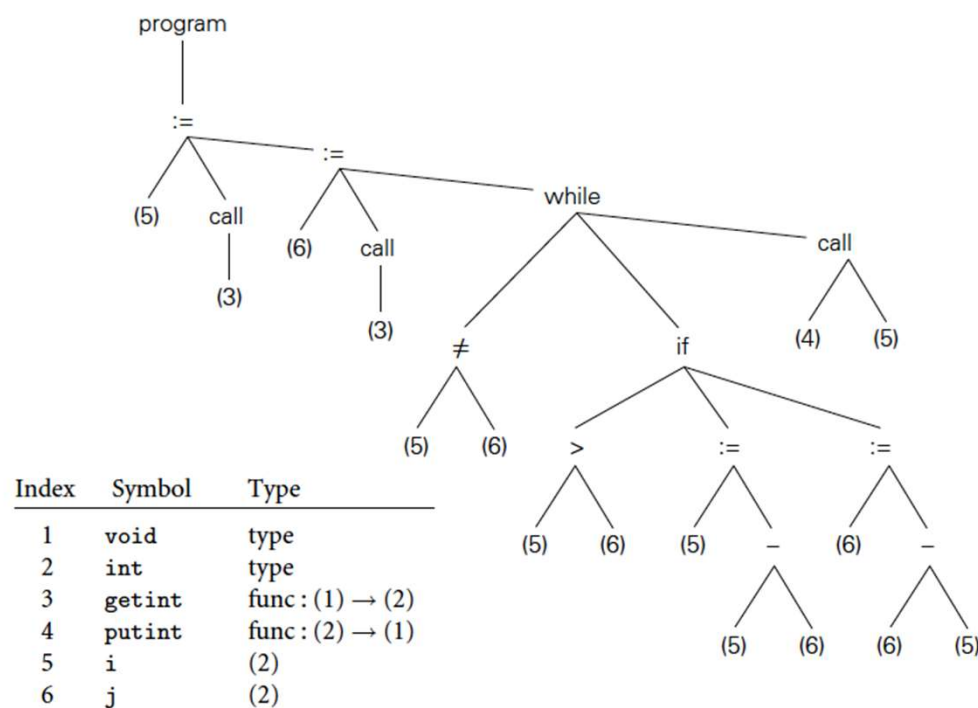 program
:=
:=
while
(5) call
(6) call
call
(3)
(3)
(4) (5)
≠ if
(5) (6)
> := :=
(5) (6) (5) – (6) –
(5) (6) (6) (5)
Index Symbol Type
1 void type
2 int type
3 getint func : (1) → (2)
4 putint func : (2) → (1)
5 i (2)
6 j (2)